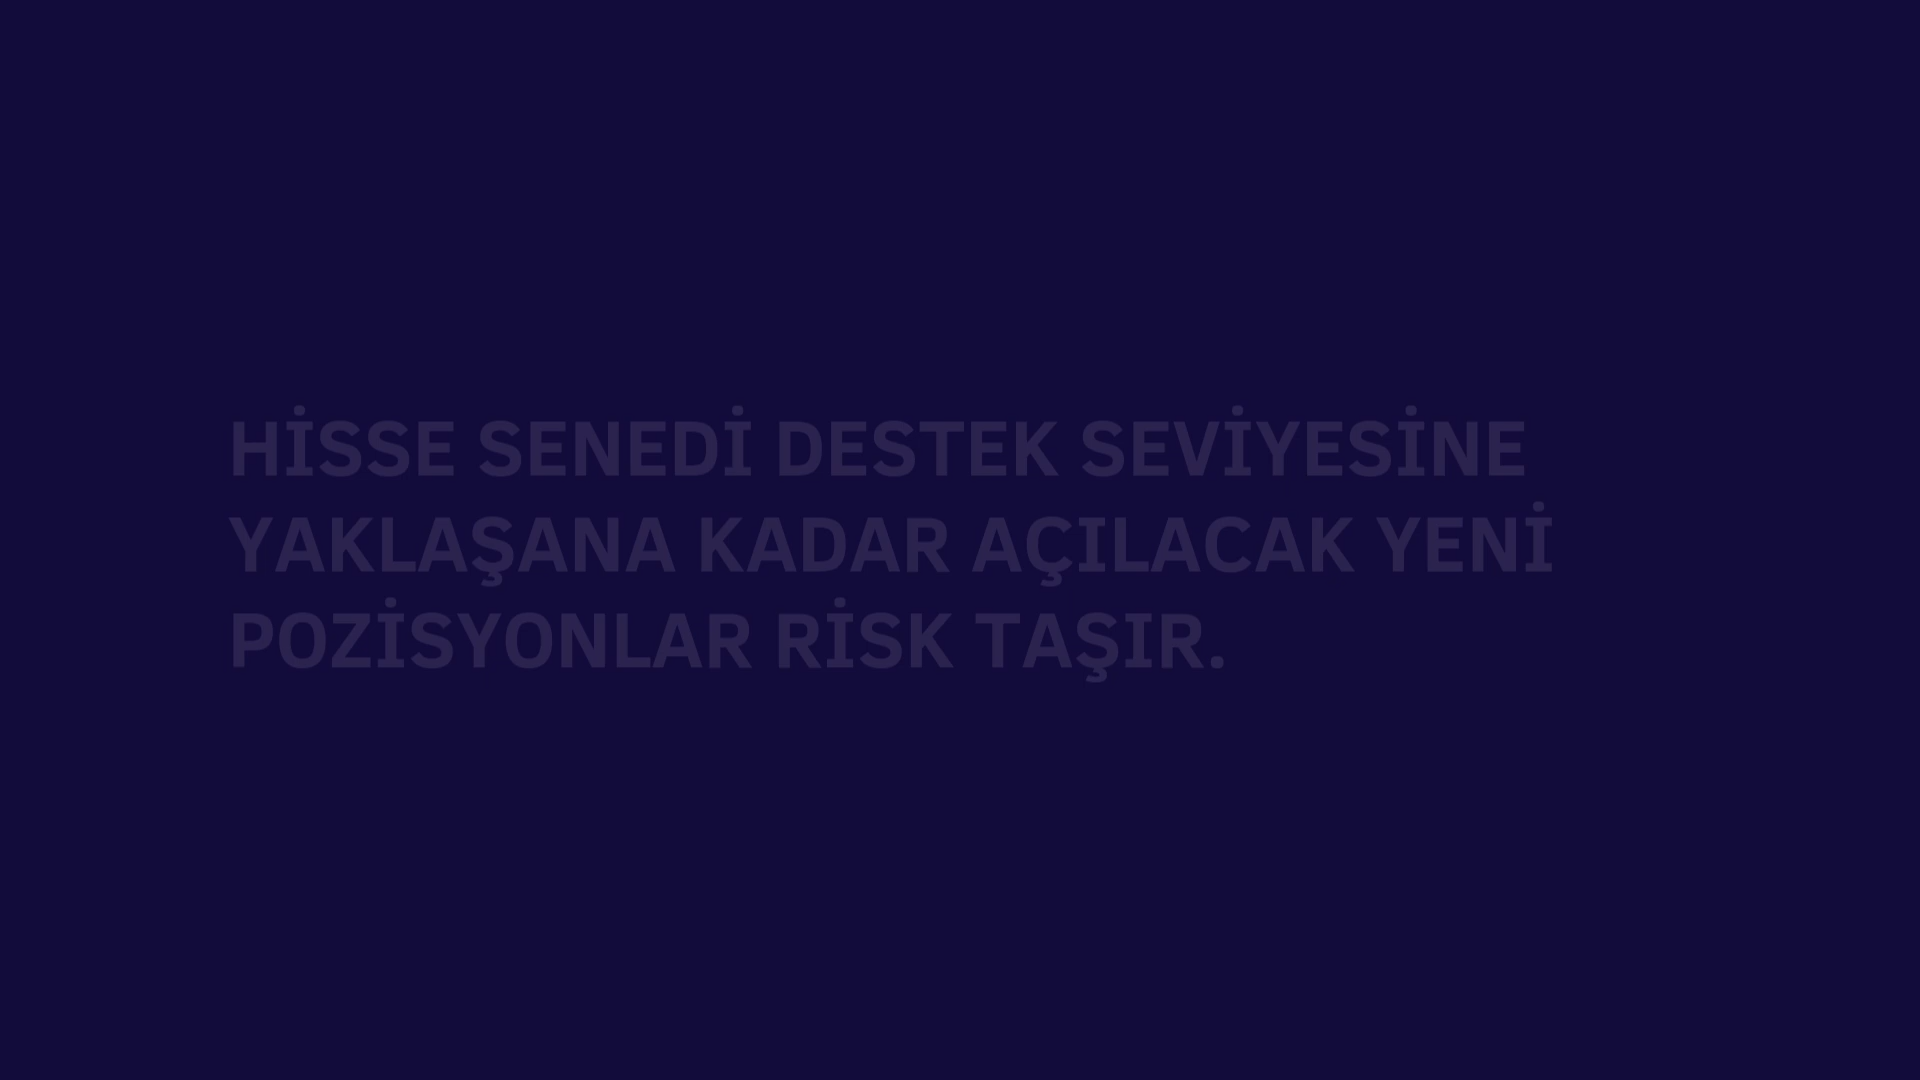 HİSSE SENEDİ DESTEK SEVİYESİNE
YAKLAŞANA KADAR AÇILACAK YENİ
POZİSYONLAR RİSK TAŞIR.